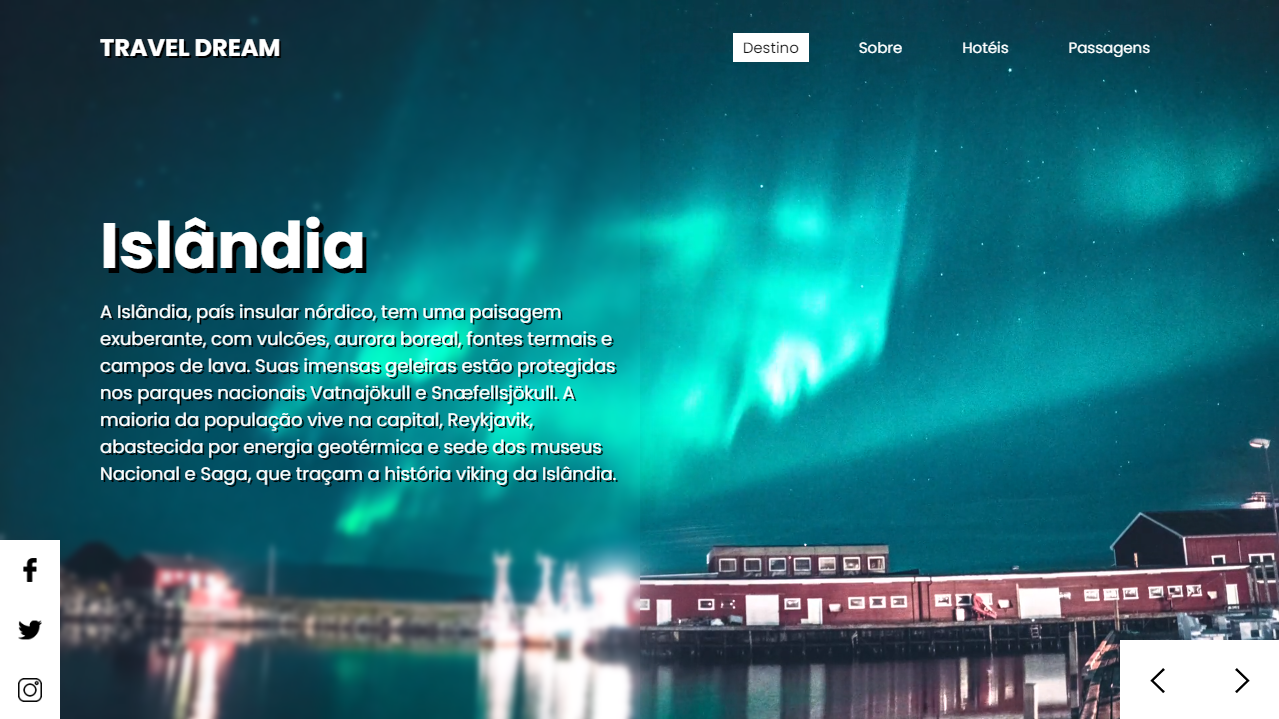 TRAVEL DREAM
Destino
Sobre
Hotéis
Passagens
Islândia
A Islândia, país insular nórdico, tem uma paisagem
exuberante, com vulcões, aurora boreal, fontes termais e
campos de lava. Suas imensas geleiras estão protegidas
nos parques nacionais Vatnajökull e Snæfellsjökull. A
maioria da população vive na capital, Reykjavik,
abastecida por energia geotérmica e sede dos museus
Nacional e Saga, que traçam a história viking da Islândia.